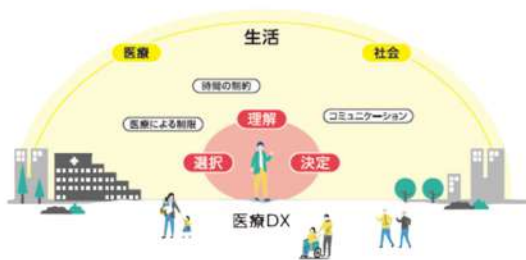 生活
医療
社会
時間の制約
コミュニケーション
医療による制限
理解
選択
決定
医療DX